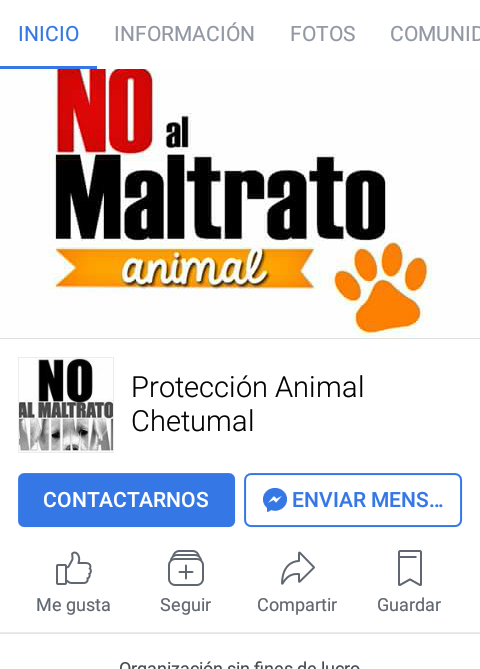 INICIO INFORMACIÓN FOTOS COMUNID
NO al
Maltrato
animal
NO
AL MALTRATO
Protección Animal
Chetumal
CONTACTARNOS ENVIAR MENS...
Me gusta Seguir Compartir Guardar
Organización sin fines de lucro